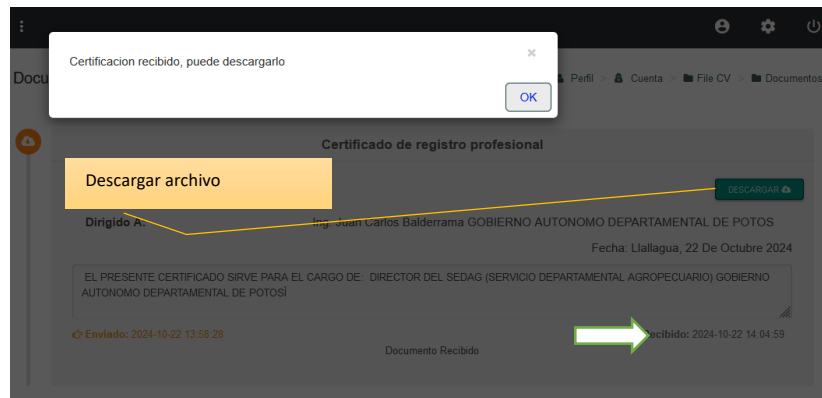 Certificacion recibido, puede descargarlo
×
OK
Docu
Perfil > Cuenta > File CV > Documentos
Certificado de registro profesional
Descargar archivo
DESCARGAR
Dirigido A:
Ing. Juan Carlos Balderrama GOBIERNO AUTONOMO DEPARTAMENTAL DE POTOS
Fecha: Llallagua, 22 De Octubre 2024
EL PRESENTE CERTIFICADO SIRVE PARA EL CARGO DE: DIRECTOR DEL SEDAG (SERVICIO DEPARTAMENTAL AGROPECUARIO) GOBIERNO
AUTONOMO DEPARTAMENTAL DE POTOSÌ
Enviado: 2024-10-22 13:58:28
ecibido: 2024-10-22 14:04:59
Documento Recibido